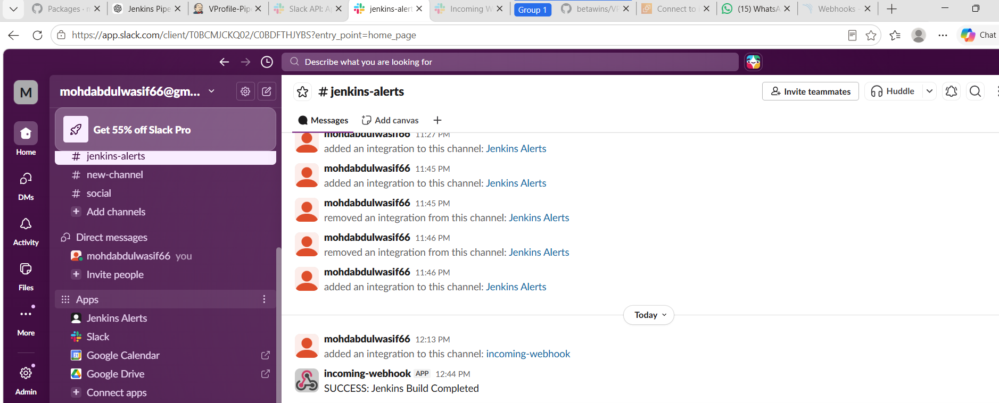 Packages · n
Jenkins Pipe
VProfile-Pip
Slack API: A
jenkins-alert
Incoming W
Group 1
betawins/VP
Connect to
(15) WhatsA
Webhooks
https://app.slack.com/client/T0BCMJCKQ02/C0BDFTHJYBS?entry_point=home_page
Chat
Describe what you are looking for
M
mohdabdulwasif66@gm...
# jenkins-alerts
Invite teammates
Huddle
Get 55% off Slack Pro
Messages
Add canvas
Home
DMs
Activity
Files
More
Admin
# jenkins-alerts
# new-channel
# social
Add channels
Direct messages
mohdabdulwasif66 you
Invite people
Apps
Jenkins Alerts
Slack
Google Calendar
Google Drive
Connect apps
mohdabdulwasif66 11:27 PM
added an integration to this channel: Jenkins Alerts
mohdabdulwasif66 11:45 PM
added an integration to this channel: Jenkins Alerts
mohdabdulwasif66 11:45 PM
removed an integration from this channel: Jenkins Alerts
mohdabdulwasif66 11:46 PM
removed an integration from this channel: Jenkins Alerts
mohdabdulwasif66 11:46 PM
added an integration to this channel: Jenkins Alerts
Today
mohdabdulwasif66 12:13 PM
added an integration to this channel: incoming-webhook
incoming-webhook APP 12:44 PM
SUCCESS: Jenkins Build Completed